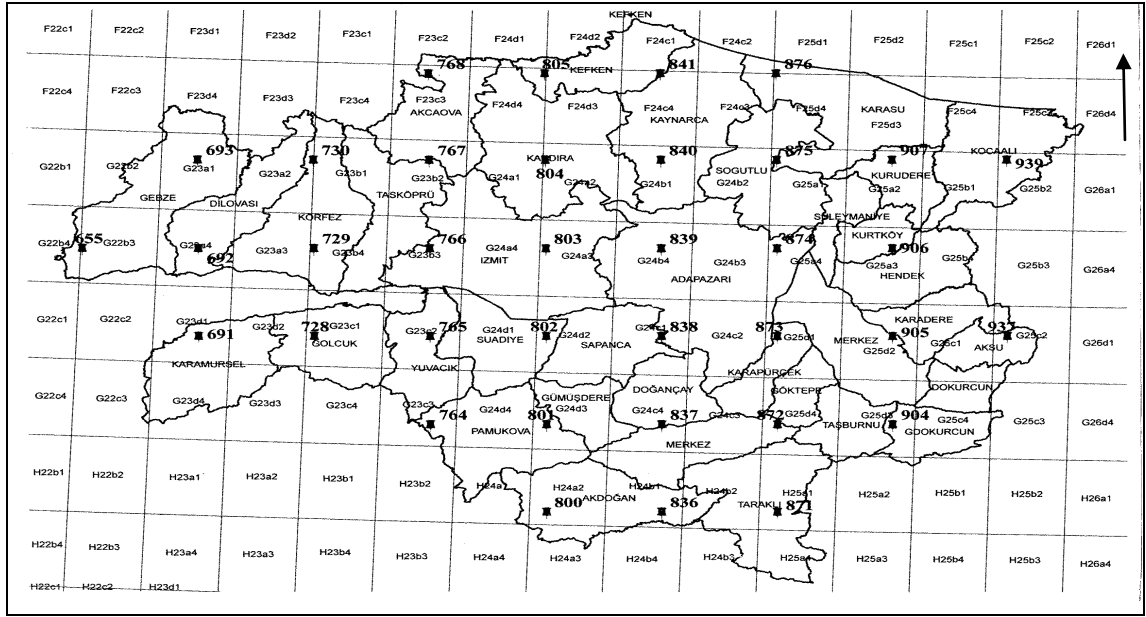 KEFKEN
F22c1 F22c2 F23d1 F23d2 F23c1 F23c2 F24d1 F24d2 F24c1 F24c2 F25d1 F25d2 F25c1 F25c2 F26d1
768 805 KEFKEN 841 876
F22c4 F22c3 F23d4 F23d3 F23c4 F23c3 F24d4 F24d3 F24c4 F24c3 F25d4 KARASU F25c4 F26d4
AKCAOVA KAYNARCA F25d3
693 730 767 KANDIRA 840 875 907 KOCAALİ 939
G22b1 G22b2 G23a1 G23a2 G23b1 G23b2 G24a1 804 G24a2 G24b1 SOGUTLU G24b2 G25a1 KURUDERE G25a2 G25b1 G25b2 G26a1
GEBZE DİLOVASI KÖRFEZ TASKÖPRÜ SÜLEYMANİYE
655 729 766 803 839 874 KURTKÖY 906
G22b4 G22b3 692 G23a3 G23b4 G23b3 G24a4 G24a3 G24b4 G24b3 G25a4 G25a3 G25b4 G25b3 G26a4
IZMIT ADAPAZARI HENDEK
G22c1 G22c2 G23d1 G23d2 728 G23c1 G23c2 765 G24d1 802 G24d2 838 G24c2 873 G25d1 KARADERE 905 G25c1 G25c2 G26d1
691 GOLCUK SUADIYE SAPANCA MERKEZ G25d2 AKSU
KARAMURSEL YUVACIK KARAPÜRÇEK
DOĞANÇAY GÖKTEPE DOKURCUN
G22c4 G22c3 G23d4 G23d3 G23c4 G23c3 764 G24d4 GÜMÜŞDERE 801 G24d3 G24c4 837 G24c3 872 G25d4 G25d3 904 G25c4 G25c3 G26d4
PAMUKOVA MERKEZ TAŞBURNU GDOKURCUN
H22b1 H22b2 H23a1 H23a2 H23b1 H23b2 H24a2 H24b1 H24b2 H25a1 H25a2 H25b1 H25b2 H26a1
800 AKDOĞAN 836 TARAKLI 871
H22b4 H22b3 H23a4 H23a3 H23b4 H23b3 H24a4 H24a3 H24b4 H24b3 H25a4 H25a3 H25b4 H25b3 H26a4
H22c1 H22c2 H23d1